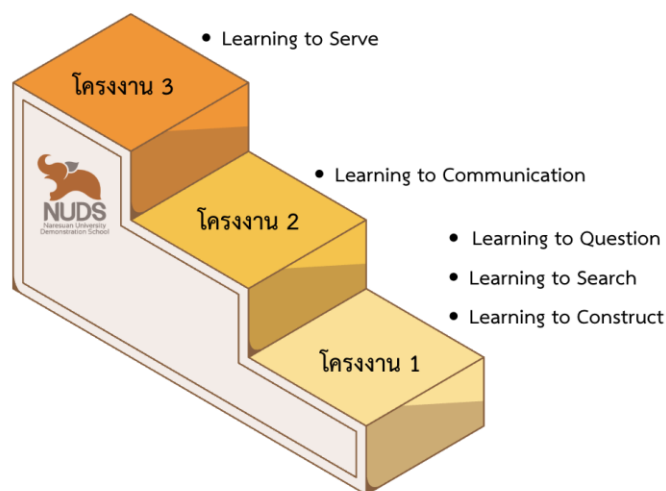 • Learning to Serve
โครงงาน 3
NUDS
Naresuan University
Demonstration School
• Learning to Communication
โครงงาน 2
• Learning to Question
• Learning to Search
• Learning to Construct
โครงงาน 1